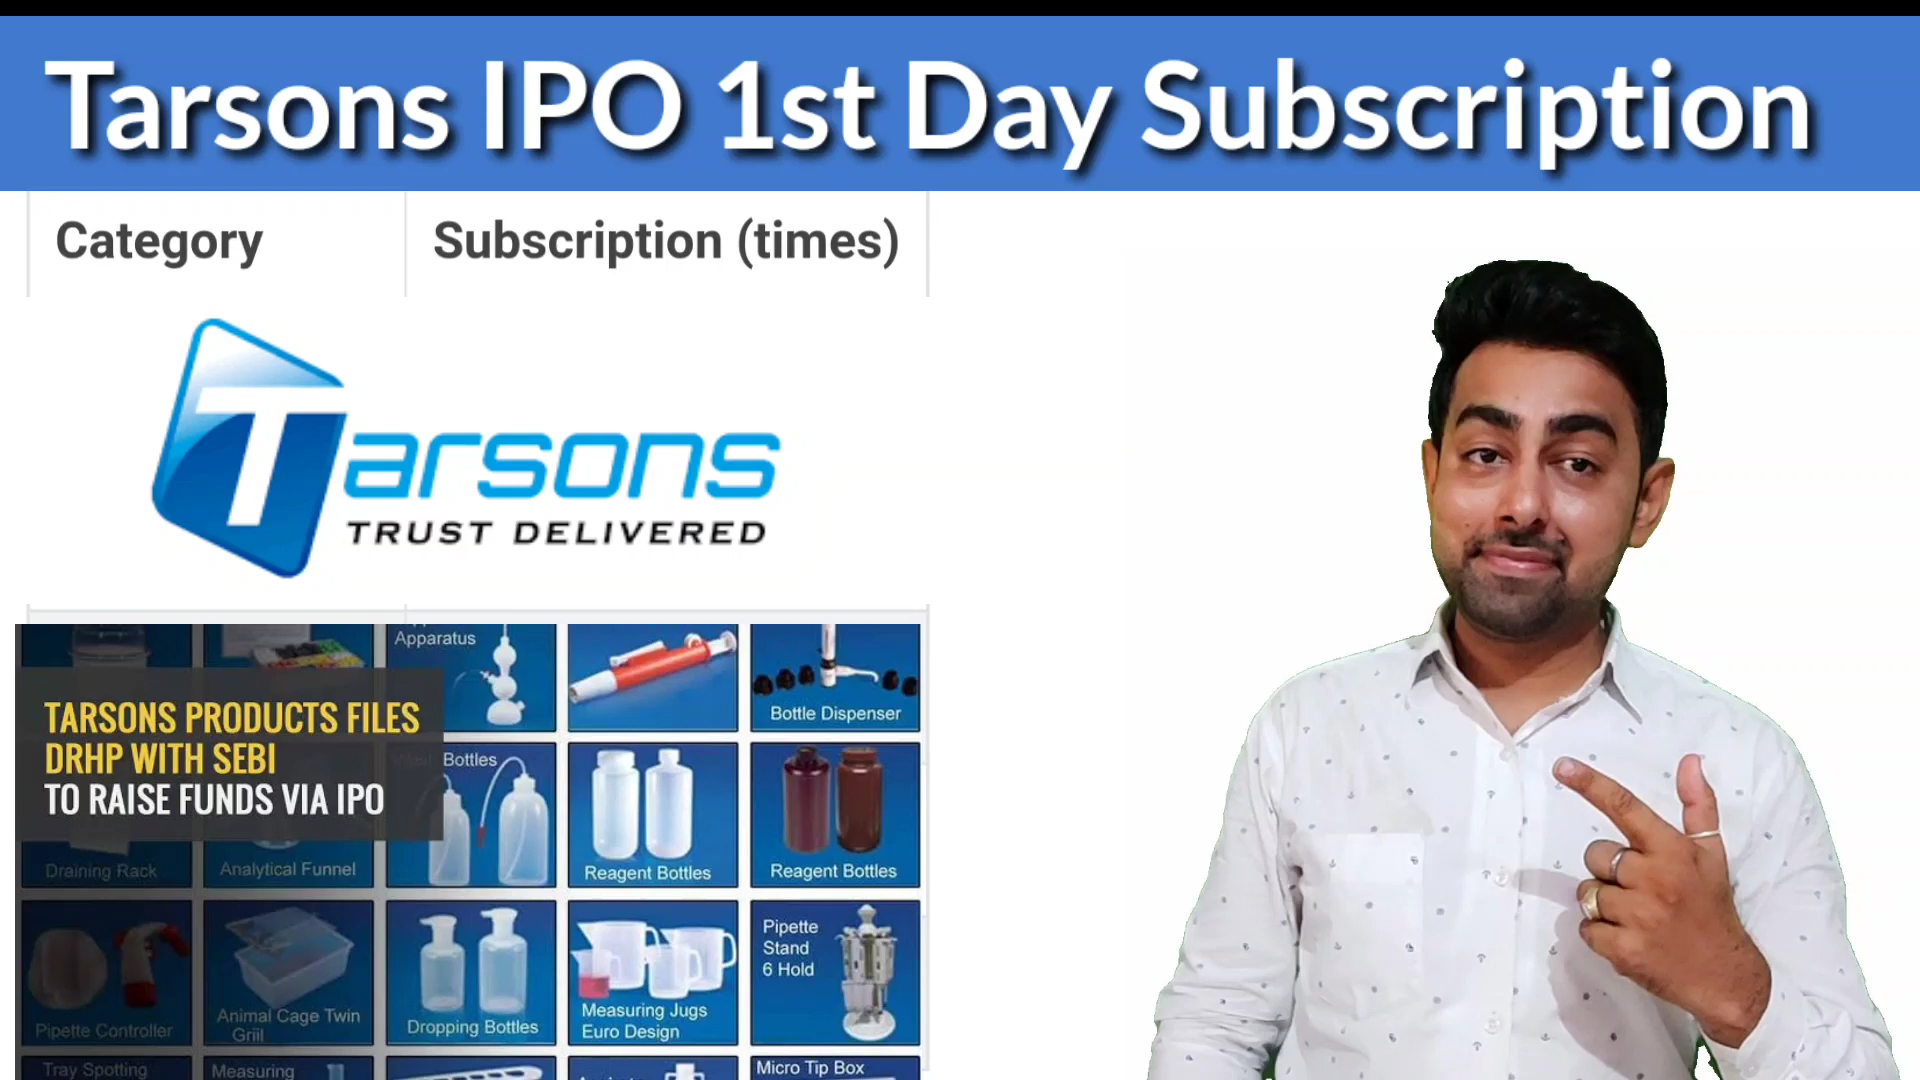 Tarsons IPO 1st Day Subscription
Category
Subscription (times)
Tarsons
TRUST DELIVERED
Apparatus
Bottle Dispenser
TARSONS PRODUCTS FILES
DRHP WITH SEBI
TO RAISE FUNDS VIA IPO
Bottles
Draining Rack
Analytical Funnel
Reagent Bottles
Reagent Bottles
Pipette Controller
Animal Cage Twin
Griil
Dropping Bottles
Measuring Jugs
Euro Design
Pipette
Stand
6 Hold
Tray Spotting
Measuring
Micro Tip Box